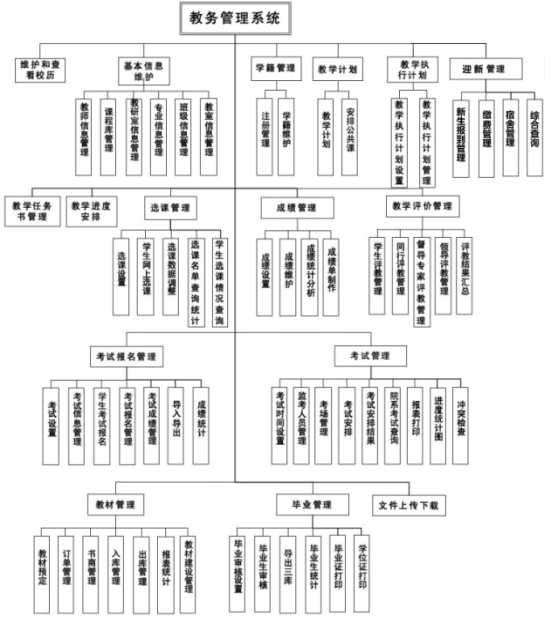 教务管理系统
维护和查
看校历
基本信息
维护
学籍管理
教学计划
教学执
行计划
迎新管理
教师信息管理
课程库管理
教研室信息管理
专业信息管理
班级信息管理
教室信息管理
注册管理
学籍维护
教学计划
安排公共课
教学执行计划设置
教学执行计划管理
新生报到管理
缴费管理
宿舍管理
综合查询
教学任务
书管理
教学进度
安排
选课管理
成绩管理
教学评价管理
选课设置
学生网上选课
选课数据调整
选课名单查询统计
学生选课情况查询
成绩设置
成绩维护
成绩统计分析
成绩单制作
学生评教管理
同行评教管理
督导专家评教管理
领导评教管理
评教结果汇总
考试报名管理
考试管理
考试设置
考试信息管理
学生考试报名
考试报名管理
考试成绩管理
导入导出
成绩统计
考试时间设置
监考人员管理
考场管理
考试安排
考试安排结果
院系考试查询
报表打印
进度统计图
冲突检查
教材管理
毕业管理
文件上传下载
教材预定
订单管理
书商管理
入库管理
出库管理
报表统计
教材建设管理
毕业审核设置
毕业生审核
导出三库
毕业生统计
毕业证打印
学位证打印